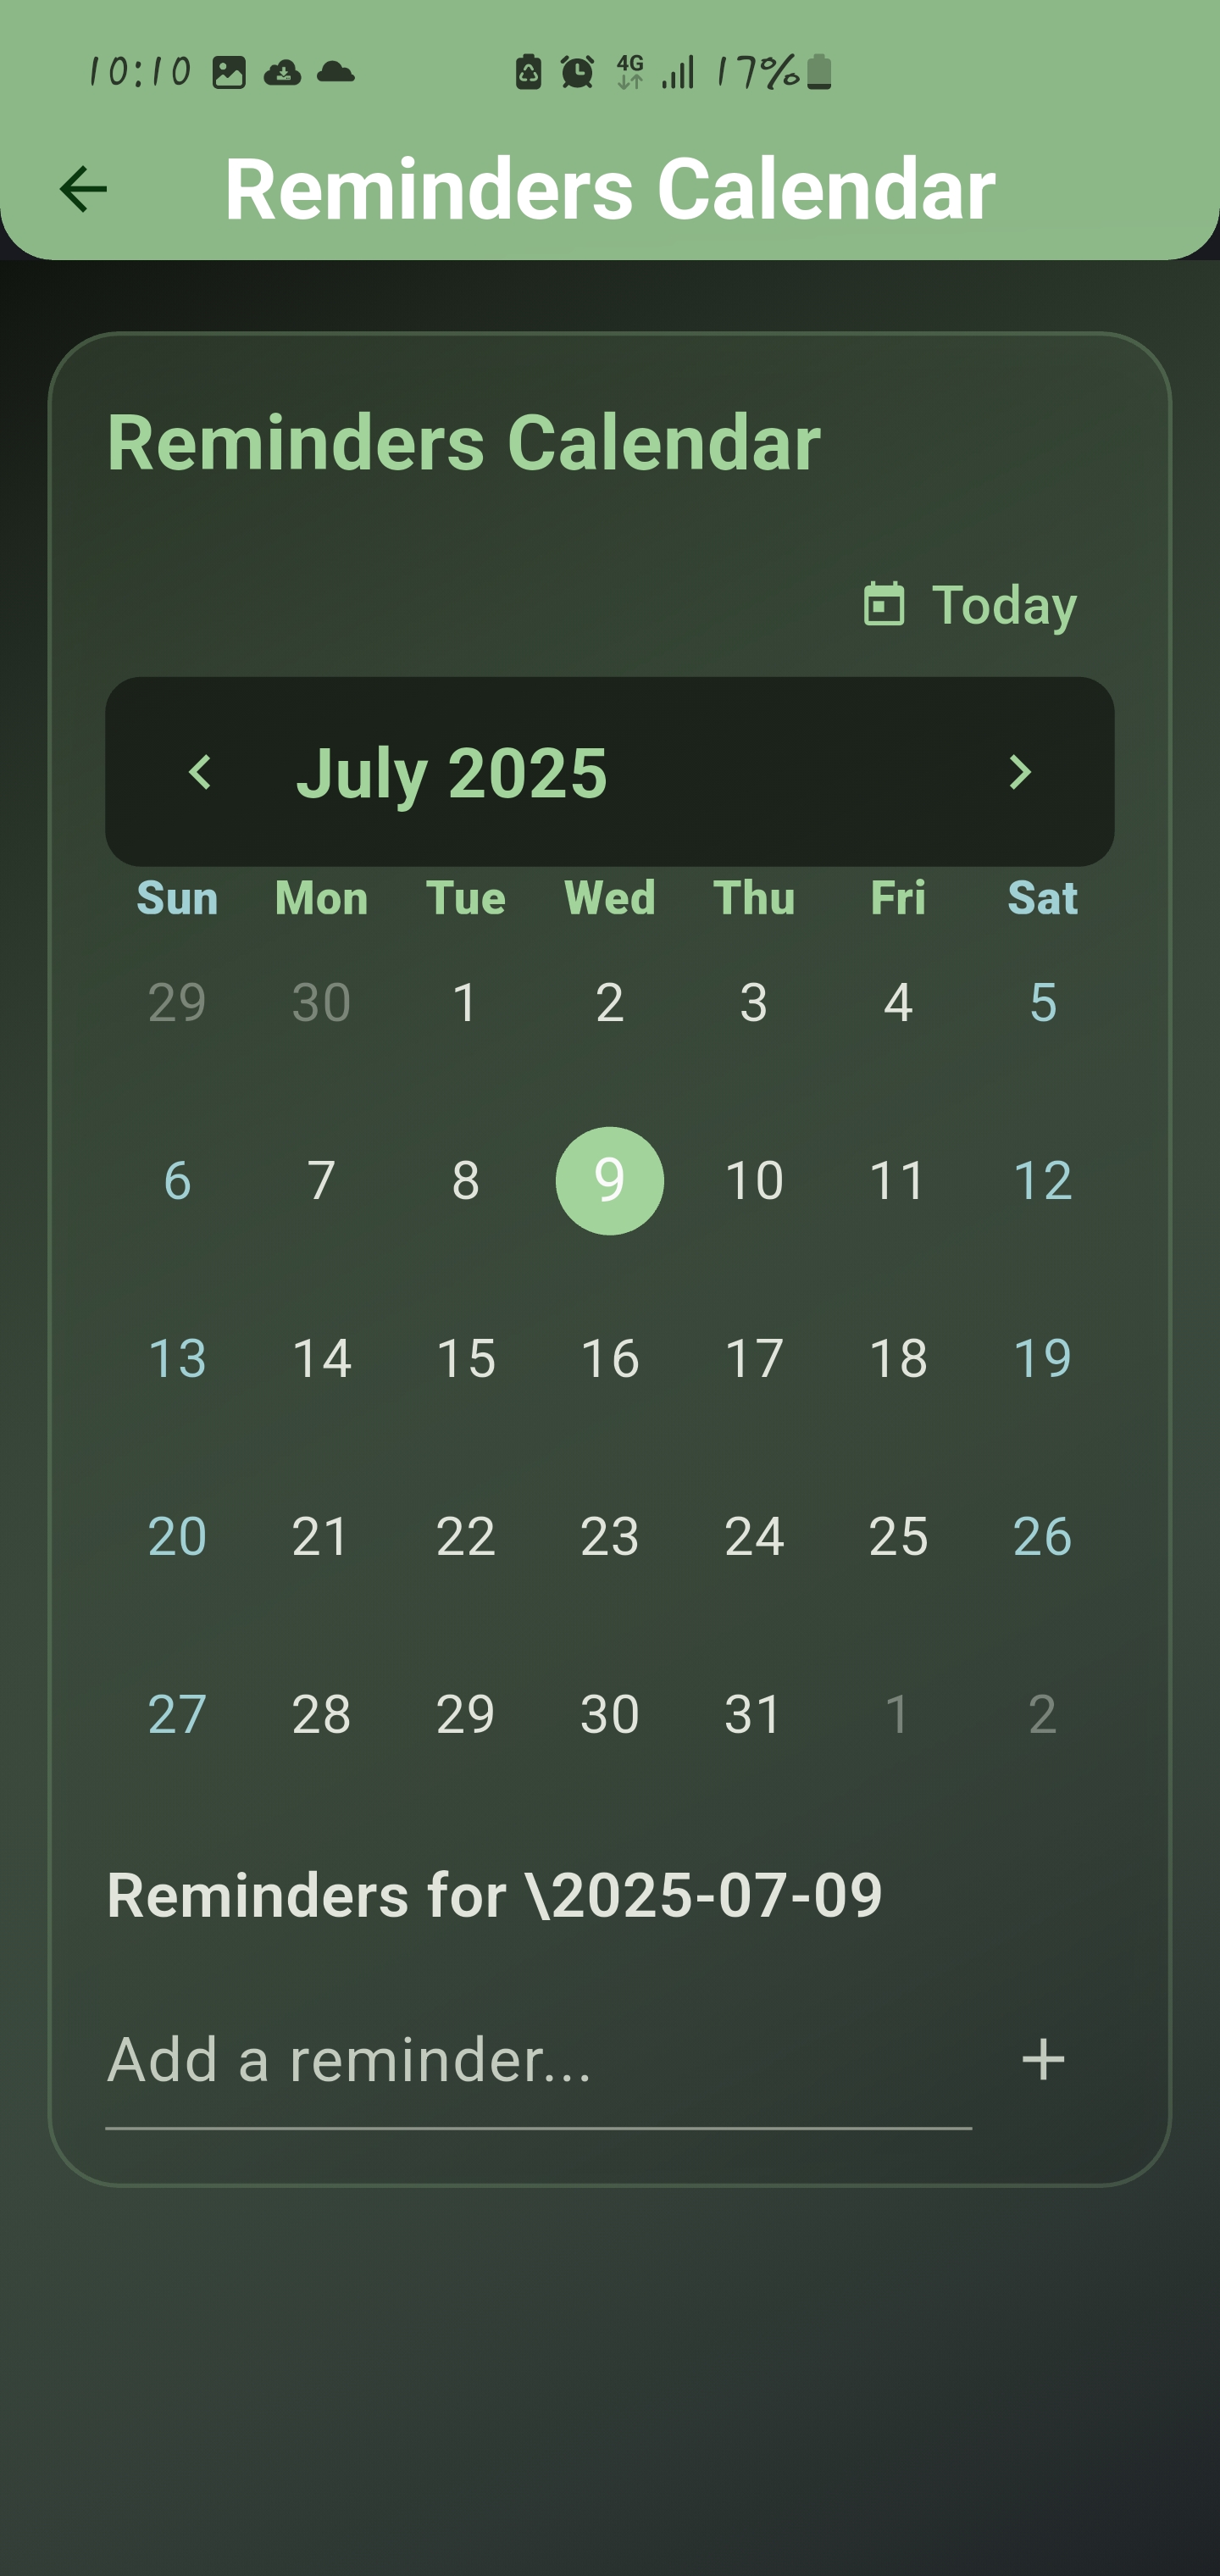 10:10 4G 17%
Reminders Calendar
Reminders Calendar
Today
July 2025
Sun Mon Tue Wed Thu Fri Sat
29 30 1 2 3 4 5
6 7 8 9 10 11 12
13 14 15 16 17 18 19
20 21 22 23 24 25 26
27 28 29 30 31 1 2
Reminders for \2025-07-09
Add a reminder...